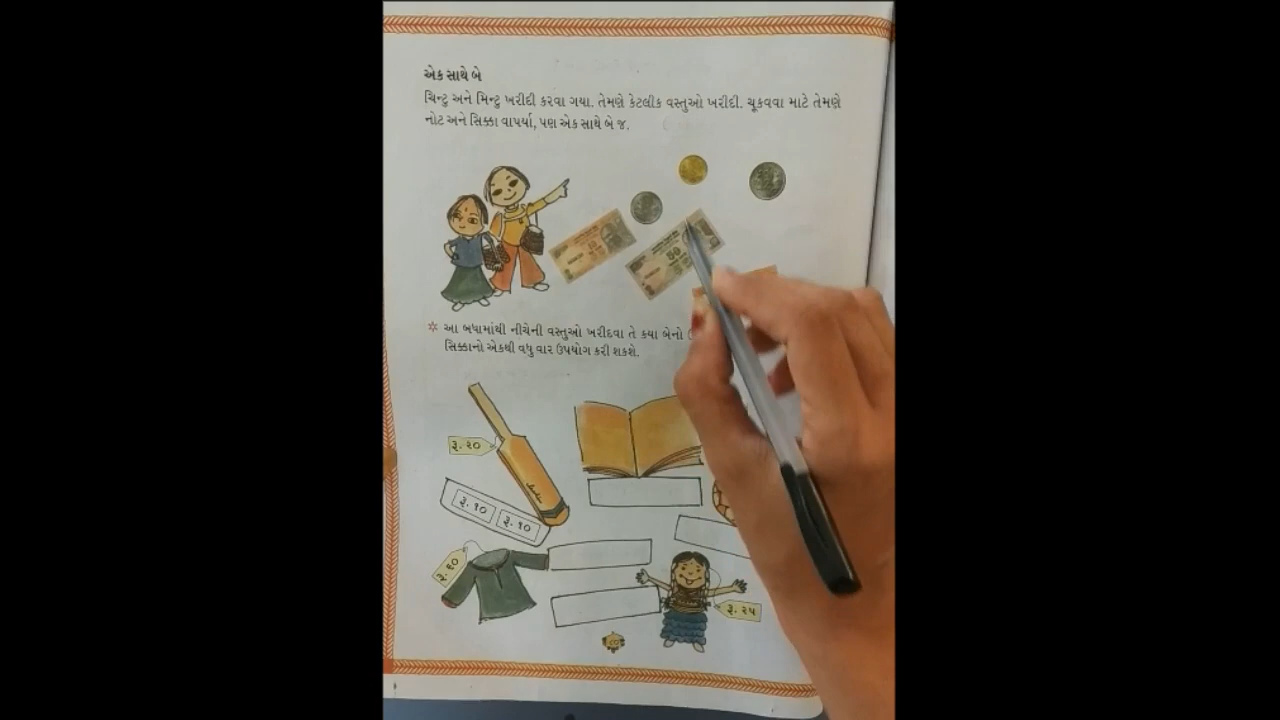 એક સાથે બે
ચિન્ટુ અને મિન્ટુ ખરીદી કરવા ગયા. તેમણે કેટલીક વસ્તુઓ ખરીદી. ચૂકવવા માટે તેમણે
નોટ અને સિક્કા વાપર્યા, પણ એક સાથે બે જ.
આ બધામાંથી નીચેની વસ્તુઓ ખરીદવા તે કયા બેનો
સિક્કાનો એકથી વધુ વાર ઉપયોગ કરી શકશે.
રૂ. ૨૦
રૂ. ૧૦ રૂ. ૧૦
રૂ. ૬૦
રૂ. ૨૫